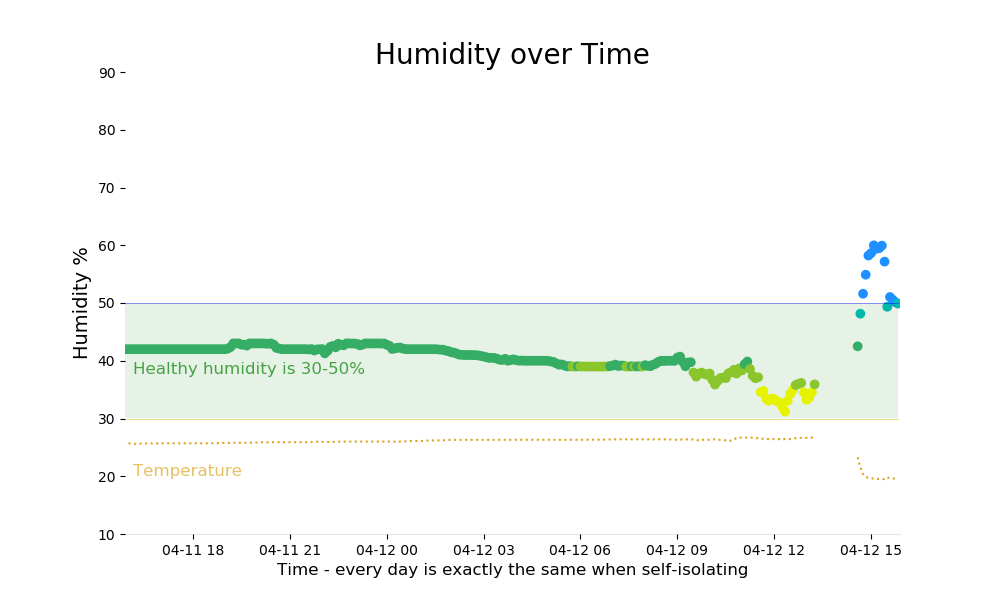 Humidity over Time
90
80
70
60
50
40
30
20
10
Humidity %
Healthy humidity is 30-50%
Temperature
04-11 18 04-11 21 04-12 00 04-12 03 04-12 06 04-12 09 04-12 12 04-12 15
Time - every day is exactly the same when self-isolating